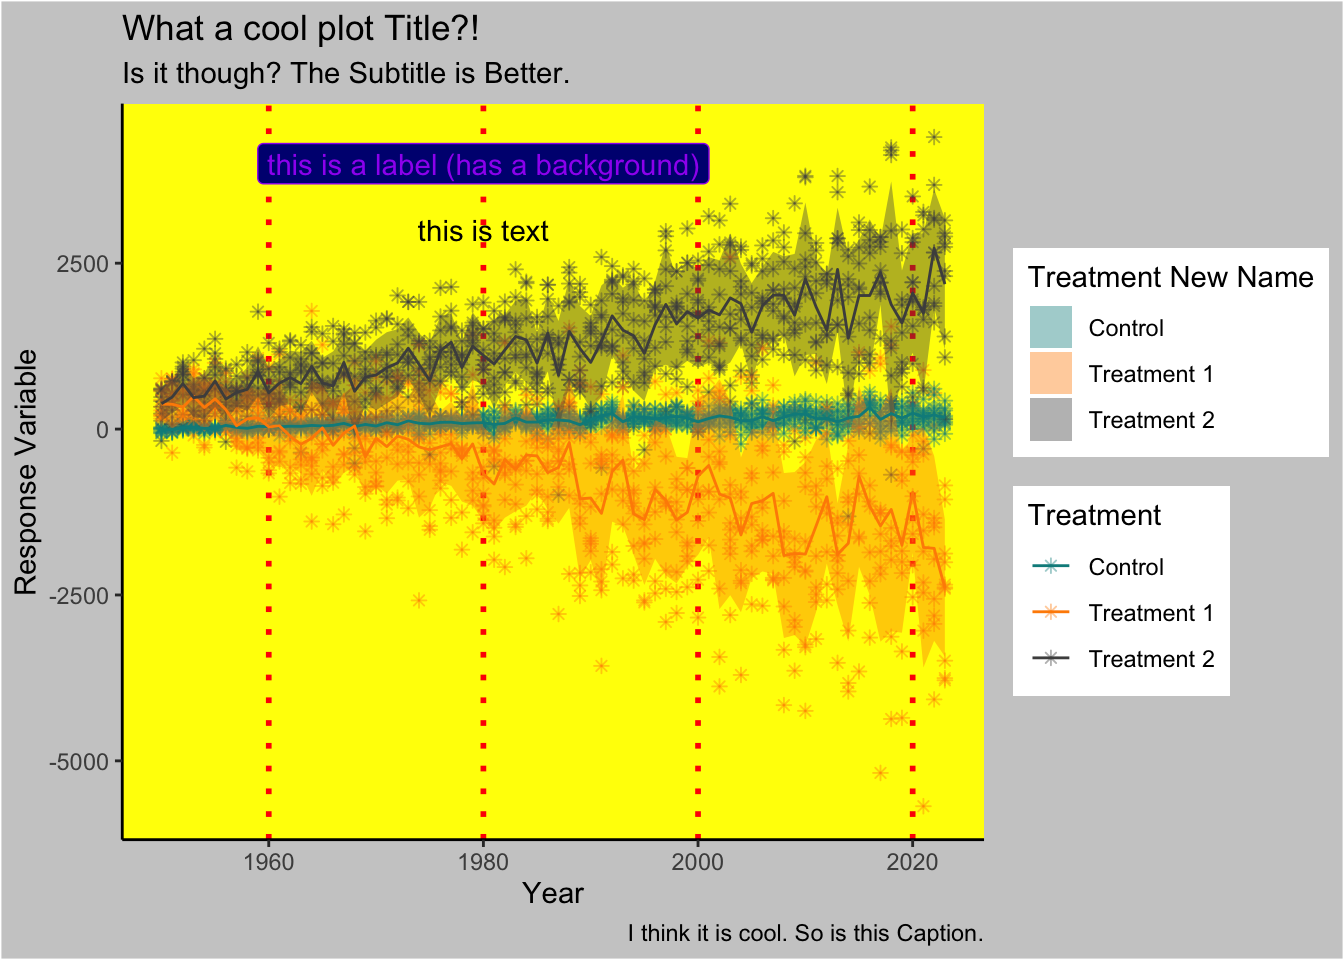 What a cool plot Title?!
Is it though? The Subtitle is Better.
this is a label (has a background)
this is text
Response Variable
2500
0
-2500
-5000
1960
1980
2000
2020
Year
I think it is cool. So is this Caption.
Treatment New Name
Control
Treatment 1
Treatment 2
Treatment
Control
Treatment 1
Treatment 2